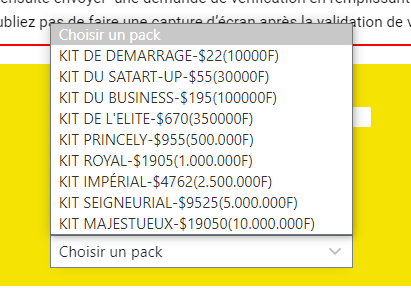 ensuite envoyer une demande de vérification en remplissant
ubliez pas de faire une capture d'écran après la validation de v
Choisir un pack
KIT DE DEMARRAGE-$22(10000F)
KIT DU SATART-UP-$55(30000F)
KIT DU BUSINESS-$195(100000F)
KIT DE L'ELITE-$670(350000F)
KIT PRINCELY-$955(500.000F)
KIT ROYAL-$1905(1.000.000F)
KIT IMPÉRIAL-$4762(2.500.000F)
KIT SEIGNEURIAL-$9525(5.000.000F)
KIT MAJESTUEUX-$19050(10.000.000F)
Choisir un pack